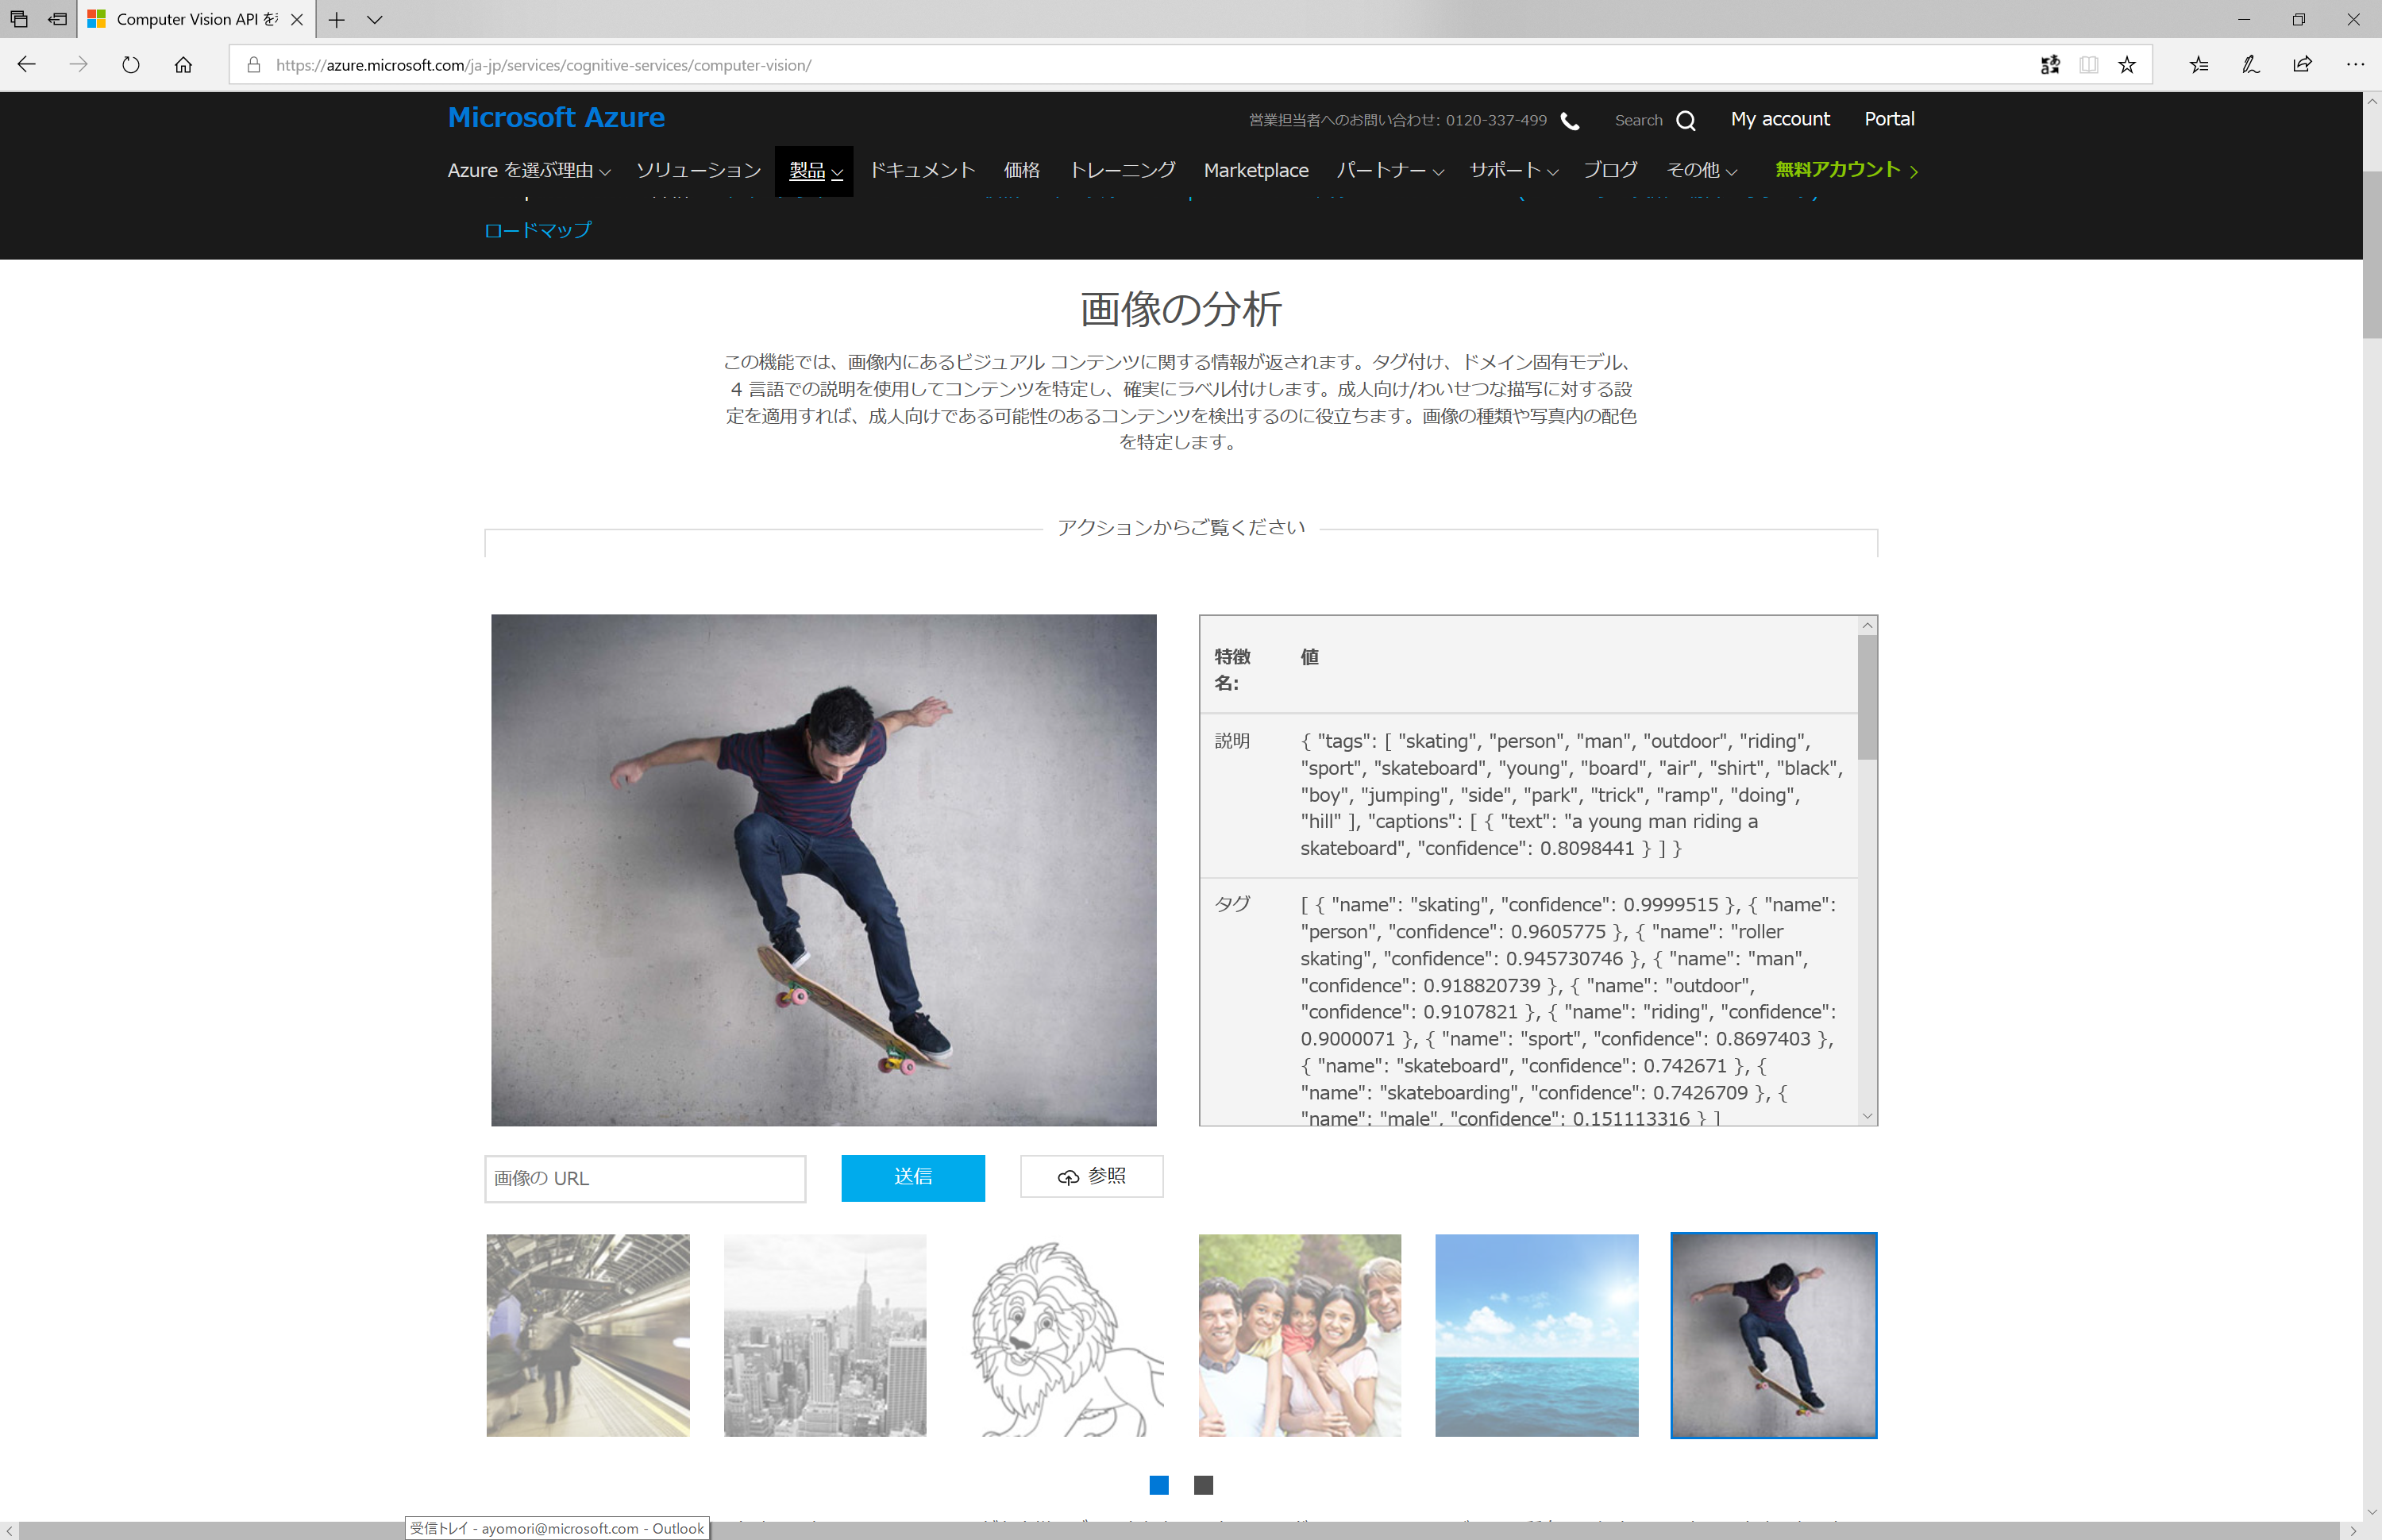 Computer Vision API を
https://azure.microsoft.com/ja-jp/services/cognitive-services/computer-vision/
Microsoft Azure
営業担当者へのお問い合わせ: 0120-337-499
Search
My account
Portal
Azure を選ぶ理由
ソリューション
製品
ドキュメント
価格
トレーニング
Marketplace
パートナー
サポート
ブログ
その他
無料アカウント
ロードマップ
画像の分析
この機能では、画像内にあるビジュアル コンテンツに関する情報が返されます。タグ付け、ドメイン固有モデル、
4 言語での説明を使用してコンテンツを特定し、確実にラベル付けします。成人向け/わいせつな描写に対する設
定を適用すれば、成人向けである可能性のあるコンテンツを検出するのに役立ちます。画像の種類や写真内の配色
を特定します。
アクションからご覧ください
特徴
名:
値
説明
{ "tags": [ "skating", "person", "man", "outdoor", "riding",
"sport", "skateboard", "young", "board", "air", "shirt", "black",
"boy", "jumping", "side", "park", "trick", "ramp", "doing",
"hill" ], "captions": [ { "text": "a young man riding a
skateboard", "confidence": 0.8098441 } ] }
タグ
[ { "name": "skating", "confidence": 0.9999515 }, { "name":
"person", "confidence": 0.9605775 }, { "name": "roller
skating", "confidence": 0.945730746 }, { "name": "man",
"confidence": 0.918820739 }, { "name": "outdoor",
"confidence": 0.9107821 }, { "name": "riding", "confidence":
0.9000071 }, { "name": "sport", "confidence": 0.8697403 },
{ "name": "skateboard", "confidence": 0.742671 }, {
"name": "skateboarding", "confidence": 0.7426709 }, {
"name": "male", "confidence": 0.151113316 } ]
画像の URL
送信
参照
受信トレイ - ayomori@microsoft.com - Outlook